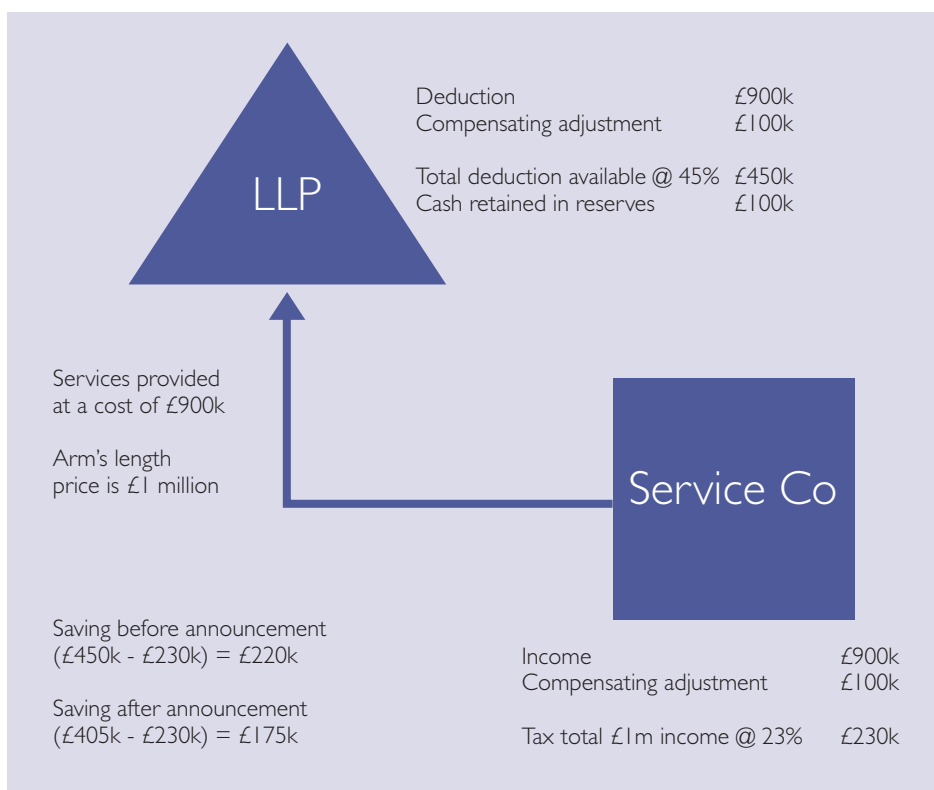 Deduction £900k
Compensating adjustment £100k
Total deduction available @ 45% £450k
Cash retained in reserves £100k
LLP
Services provided
at a cost of £900k
Arm's length
price is £1 million
Service Co
Saving before announcement
(£450k - £230k) = £220k
Saving after announcement
(£405k - £230k) = £175k
Income £900k
Compensating adjustment £100k
Tax total £1m income @ 23% £230k